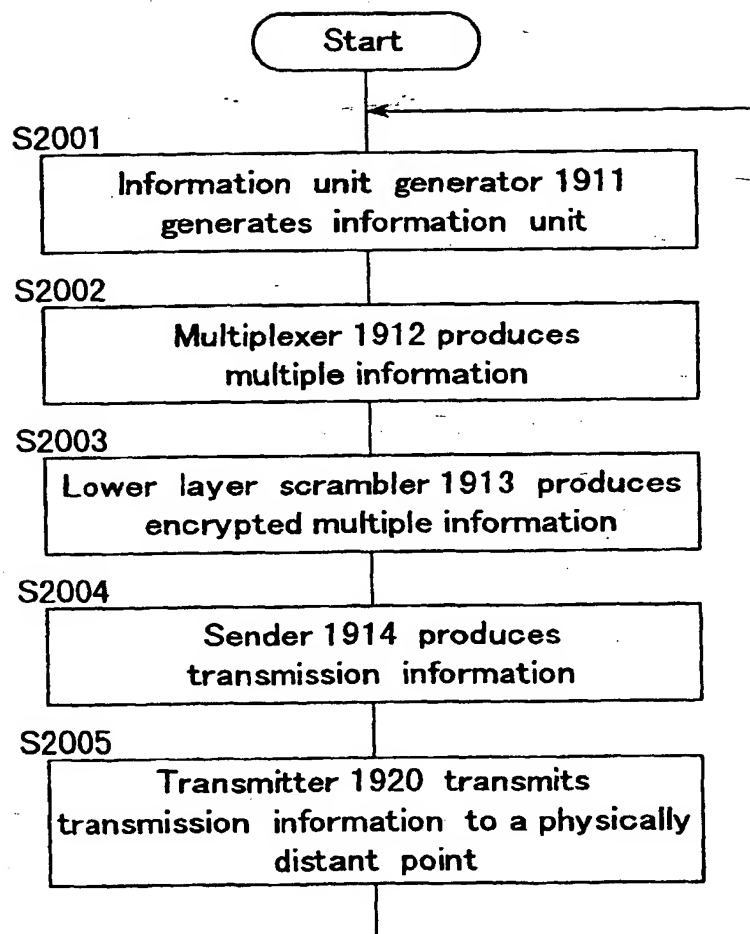 Start
S2001
Information unit generator 1911
generates information unit
S2002
Multiplexer 1912 produces
multiple information
S2003
Lower layer scrambler 1913 produces
encrypted multiple information
S2004
Sender 1914 produces
transmission information
S2005
Transmitter 1920 transmits
transmission information to a physically
distant point